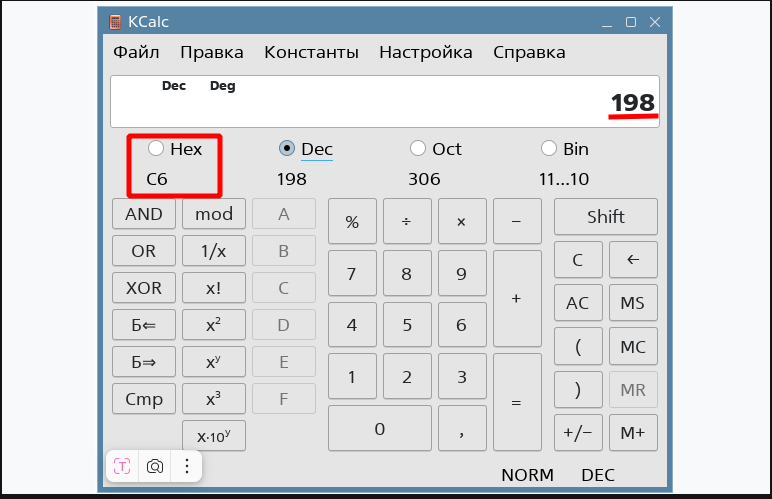 KCalc
Файл Правка Константы Настройка Справка
Dec Deg
198
Hex Dec Oct Bin
C6 198 306 11...10
AND mod A % ÷ × − Shift
OR 1/x B C ←
XOR x! C 7 8 9 + AC MS
Б⇐ x² D 4 5 6 ( MC
Б⇒ xʸ E 1 2 3 = ) MR
Cmp x³ F 0 , +/− M+
x·10ʸ
T
NORM DEC